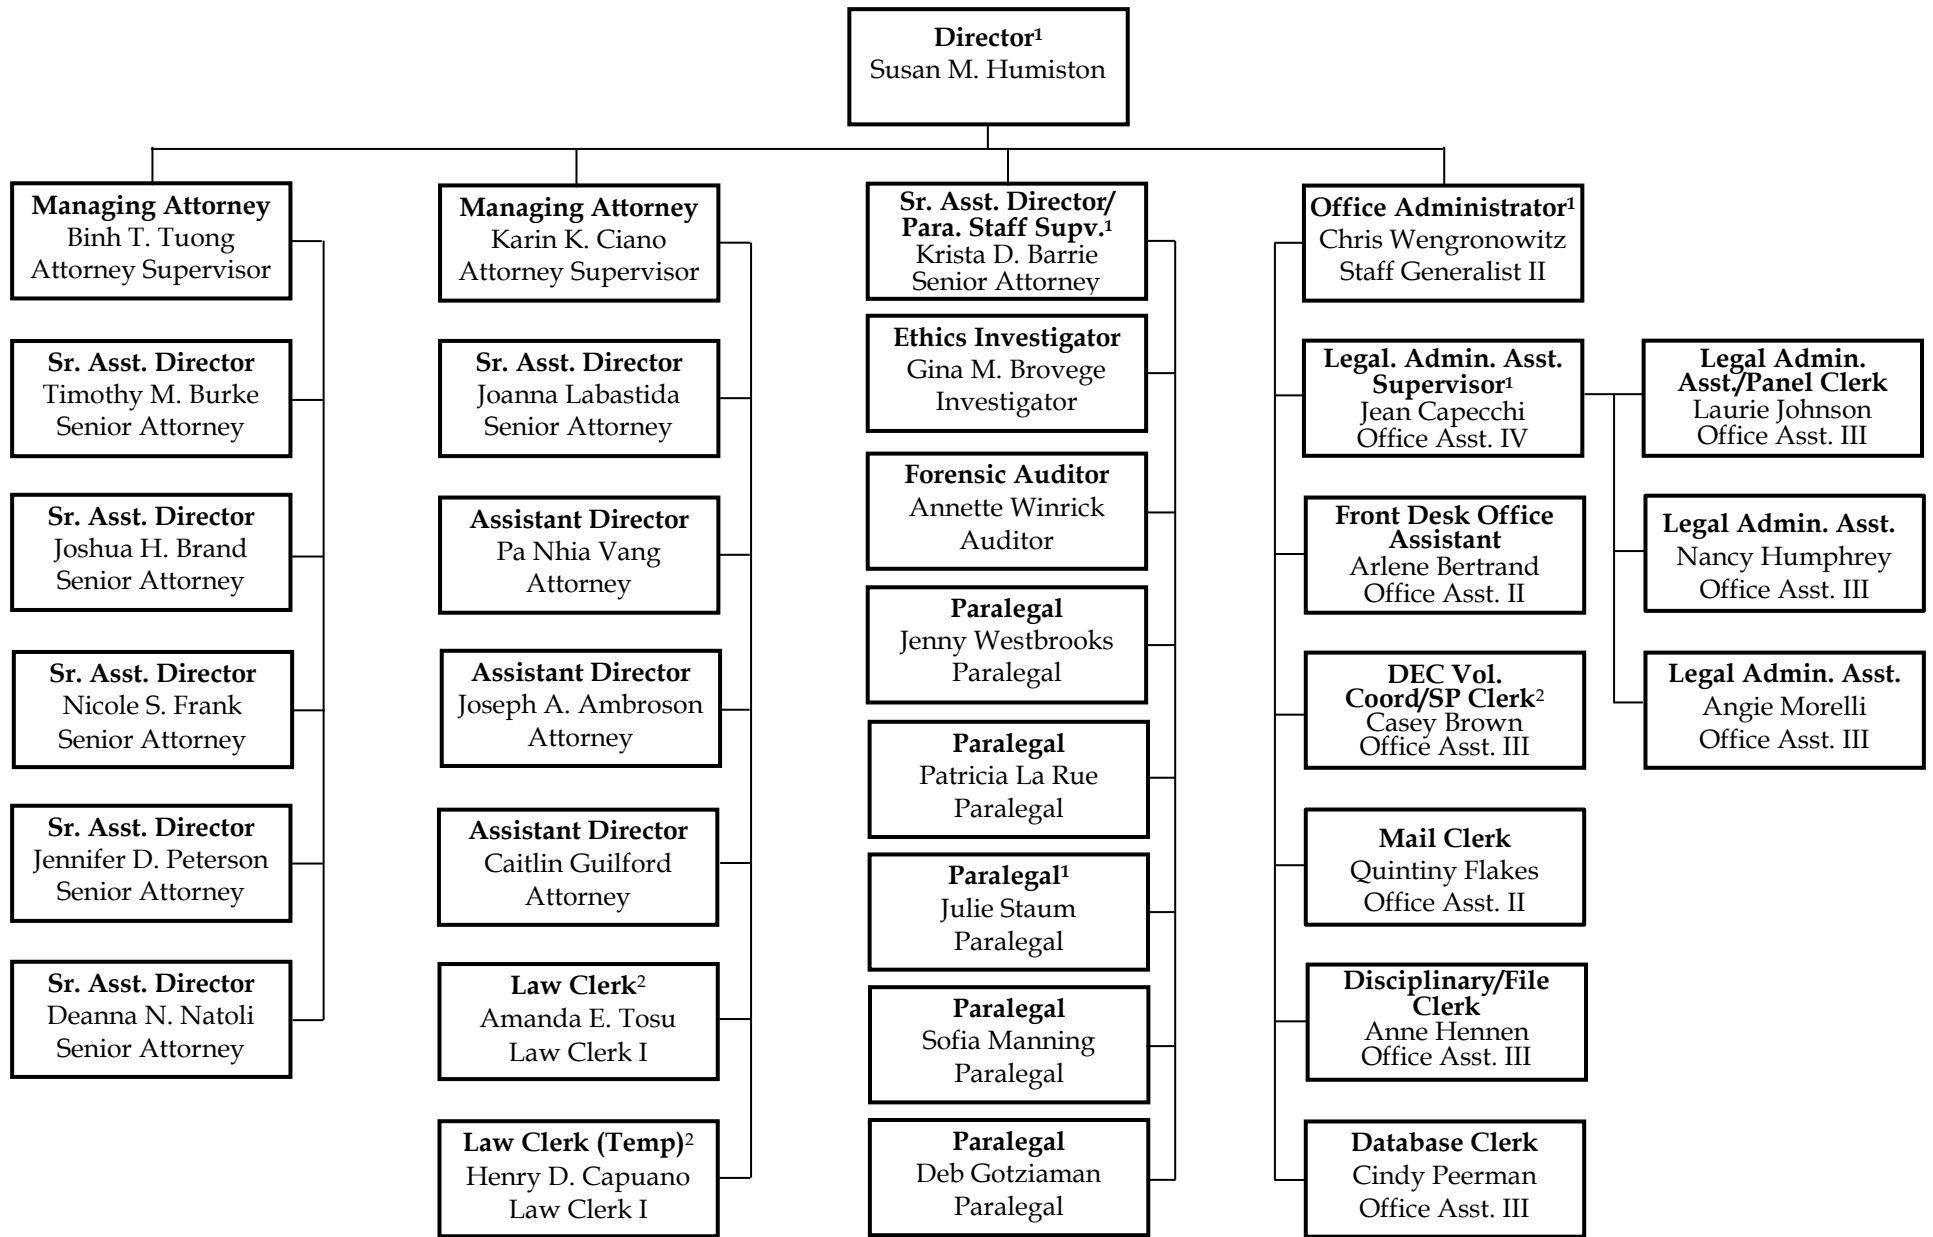 Director¹
Susan M. Humiston
Managing Attorney
Binh T. Tuong
Attorney Supervisor
Sr. Asst. Director
Timothy M. Burke
Senior Attorney
Sr. Asst. Director
Joshua H. Brand
Senior Attorney
Sr. Asst. Director
Nicole S. Frank
Senior Attorney
Sr. Asst. Director
Jennifer D. Peterson
Senior Attorney
Sr. Asst. Director
Deanna N. Natoli
Senior Attorney
Managing Attorney
Karin K. Ciano
Attorney Supervisor
Sr. Asst. Director
Joanna Labastida
Senior Attorney
Assistant Director
Pa Nhia Vang
Attorney
Assistant Director
Joseph A. Ambroson
Attorney
Assistant Director
Caitlin Guilford
Attorney
Law Clerk²
Amanda E. Tosu
Law Clerk I
Law Clerk (Temp)²
Henry D. Capuano
Law Clerk I
Sr. Asst. Director/
Para. Staff Supv.¹
Krista D. Barrie
Senior Attorney
Ethics Investigator
Gina M. Brovege
Investigator
Forensic Auditor
Annette Winrick
Auditor
Paralegal
Jenny Westbrooks
Paralegal
Paralegal
Patricia La Rue
Paralegal
Paralegal¹
Julie Staum
Paralegal
Paralegal
Sofia Manning
Paralegal
Paralegal
Deb Gotziaman
Paralegal
Office Administrator¹
Chris Wengronowitz
Staff Generalist II
Legal. Admin. Asst.
Supervisor¹
Jean Capecchi
Office Asst. IV
Front Desk Office
Assistant
Arlene Bertrand
Office Asst. II
DEC Vol.
Coord/SP Clerk²
Casey Brown
Office Asst. III
Mail Clerk
Quintiny Flakes
Office Asst. II
Disciplinary/File
Clerk
Anne Hennen
Office Asst. III
Database Clerk
Cindy Peerman
Office Asst. III
Legal Admin.
Asst./Panel Clerk
Laurie Johnson
Office Asst. III
Legal Admin. Asst.
Nancy Humphrey
Office Asst. III
Legal Admin. Asst.
Angie Morelli
Office Asst. III